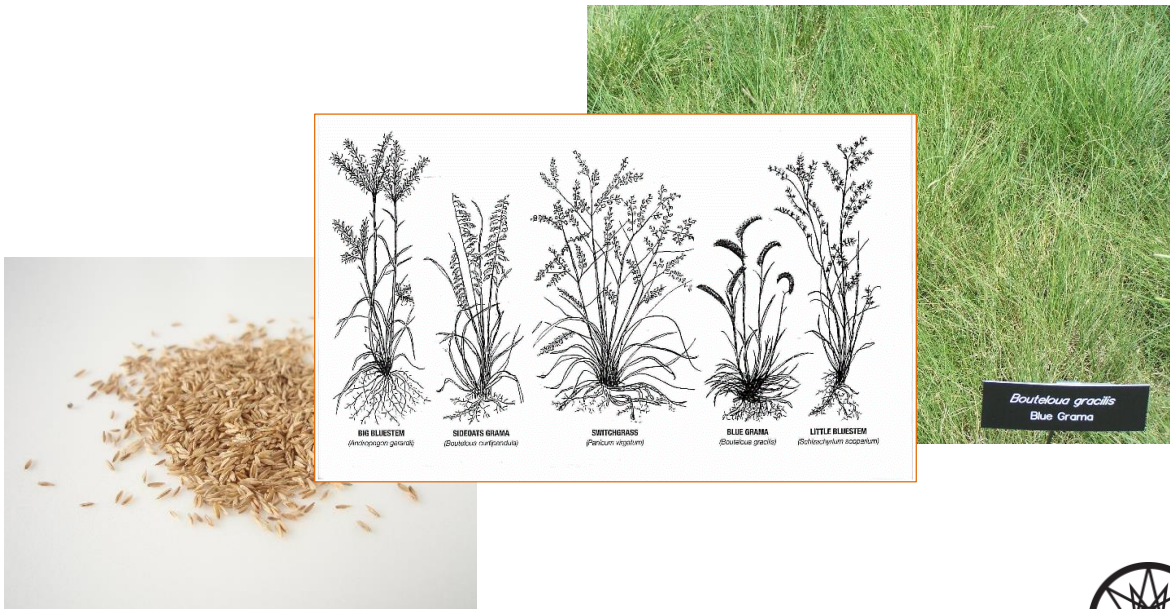 BIG BLUESTEM
(Andropogon gerardii)
SIDEOATS GRAMA
(Bouteloua curtipendula)
SWITCHGRASS
(Panicum virgatum)
BLUE GRAMA
(Bouteloua gracilis)
LITTLE BLUESTEM
(Schizachyrium scoparium)
Bouteloua gracilis
Blue Grama